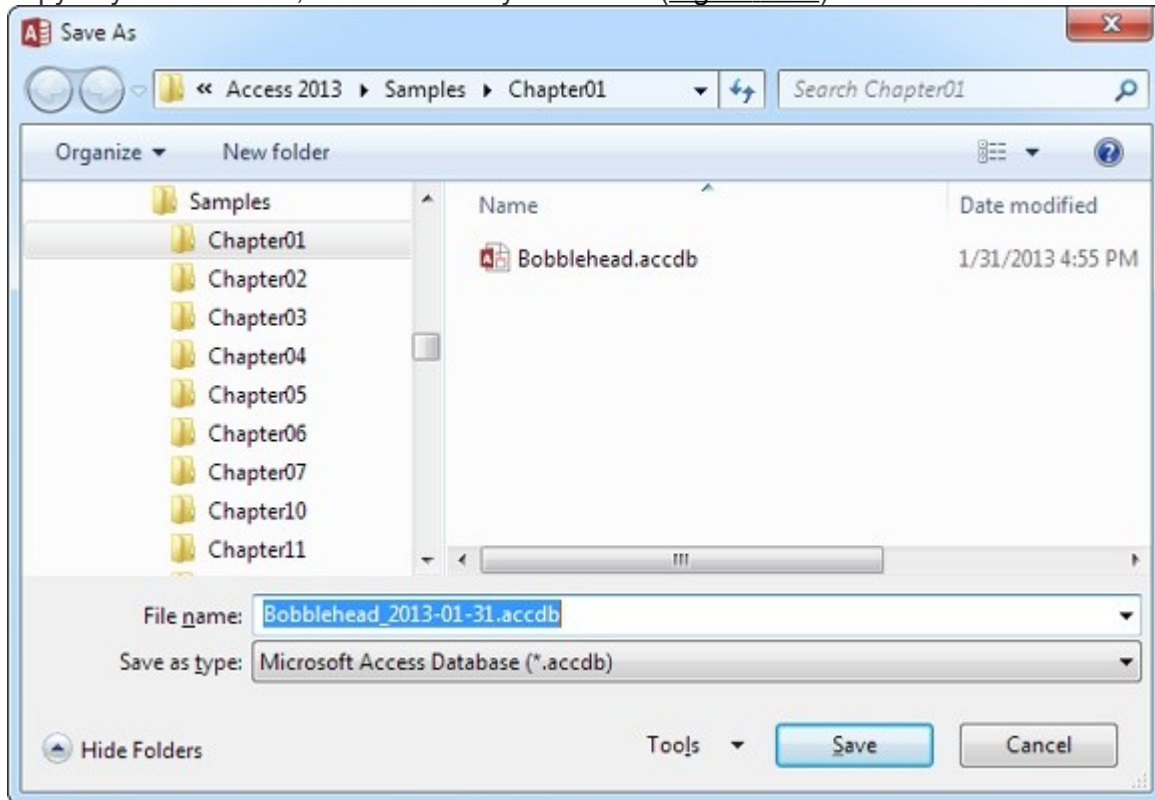 Save As
« Access 2013 ▸ Samples ▸ Chapter01 Search Chapter01
Organize New folder
Samples Name Date modified
Chapter01
Bobblehead.accdb 1/31/2013 4:55 PM
Chapter02
Chapter03
Chapter04
Chapter05
Chapter06
Chapter07
Chapter10
Chapter11
File name: Bobblehead_2013-01-31.accdb
Save as type: Microsoft Access Database (*.accdb)
Hide Folders Tools Save Cancel